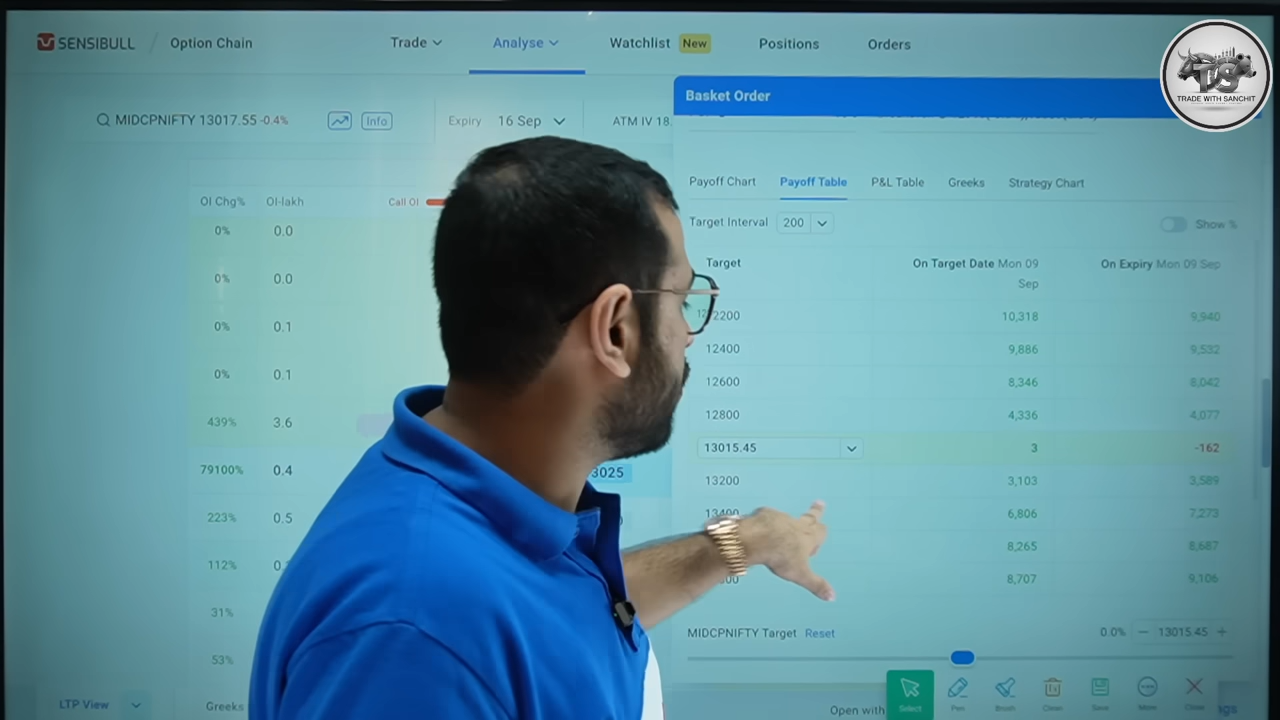 SENSIBULL / Option Chain Trade Analyse Watchlist New Positions Orders
TRADE WITH SANCHIT
Basket Order
MIDCPNIFTY 13017.55 -0.4% Info Expiry 16 Sep ATM IV 18.
Payoff Chart Payoff Table P&L Table Greeks Strategy Chart
OI Chg% OI-lakh Call OI
Target Interval 200 Show %
Target On Target Date Mon 09 Sep On Expiry Mon 09 Sep
0% 0.0
0% 0.0
0% 0.1
0% 0.1
439% 3.6
79100% 0.4
223% 0.5
112%
31%
53%
3025
2200 10,318 9,940
12400 9,886 9,532
12600 8,346 8,042
12800 4,336 4,077
13015.45 3 -162
13200 3,103 3,589
13400 6,806 7,273
8,265 8,687
8,707 9,106
MIDCPNIFTY Target Reset 0.0% − 13015.45 +
LTP View Greeks Open with
Select Pen Brush Clean Save More Close